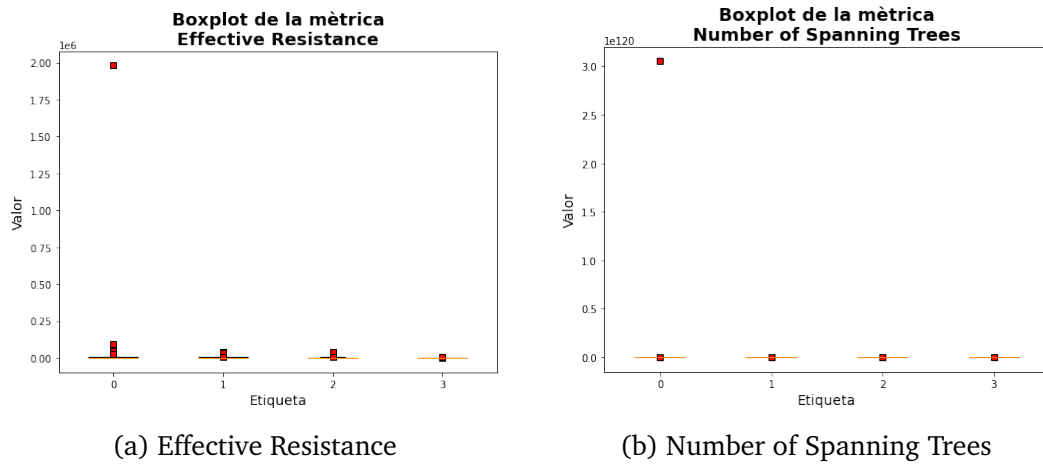 Boxplot de la mètrica
Effective Resistance
1e6
2.00
1.75
1.50
1.25
1.00
0.75
0.50
0.25
0.00
Valor
0 1 2 3
Etiqueta
(a) Effective Resistance
Boxplot de la mètrica
Number of Spanning Trees
1e120
3.0
2.5
2.0
1.5
1.0
0.5
0.0
Valor
0 1 2 3
Etiqueta
(b) Number of Spanning Trees